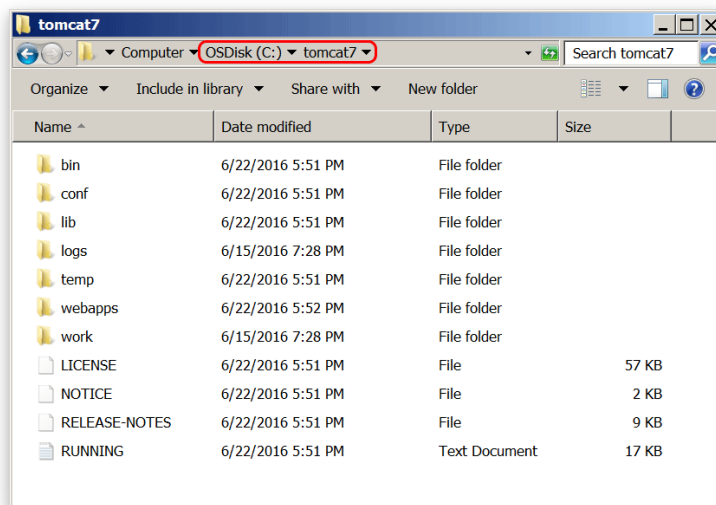 tomcat7
Computer OSDisk (C:) tomcat7 Search tomcat7
Organize Include in library Share with New folder
Name Date modified Type Size
bin 6/22/2016 5:51 PM File folder
conf 6/22/2016 5:51 PM File folder
lib 6/22/2016 5:51 PM File folder
logs 6/15/2016 7:28 PM File folder
temp 6/22/2016 5:51 PM File folder
webapps 6/22/2016 5:52 PM File folder
work 6/15/2016 7:28 PM File folder
LICENSE 6/22/2016 5:51 PM File 57 KB
NOTICE 6/22/2016 5:51 PM File 2 KB
RELEASE-NOTES 6/22/2016 5:51 PM File 9 KB
RUNNING 6/22/2016 5:51 PM Text Document 17 KB